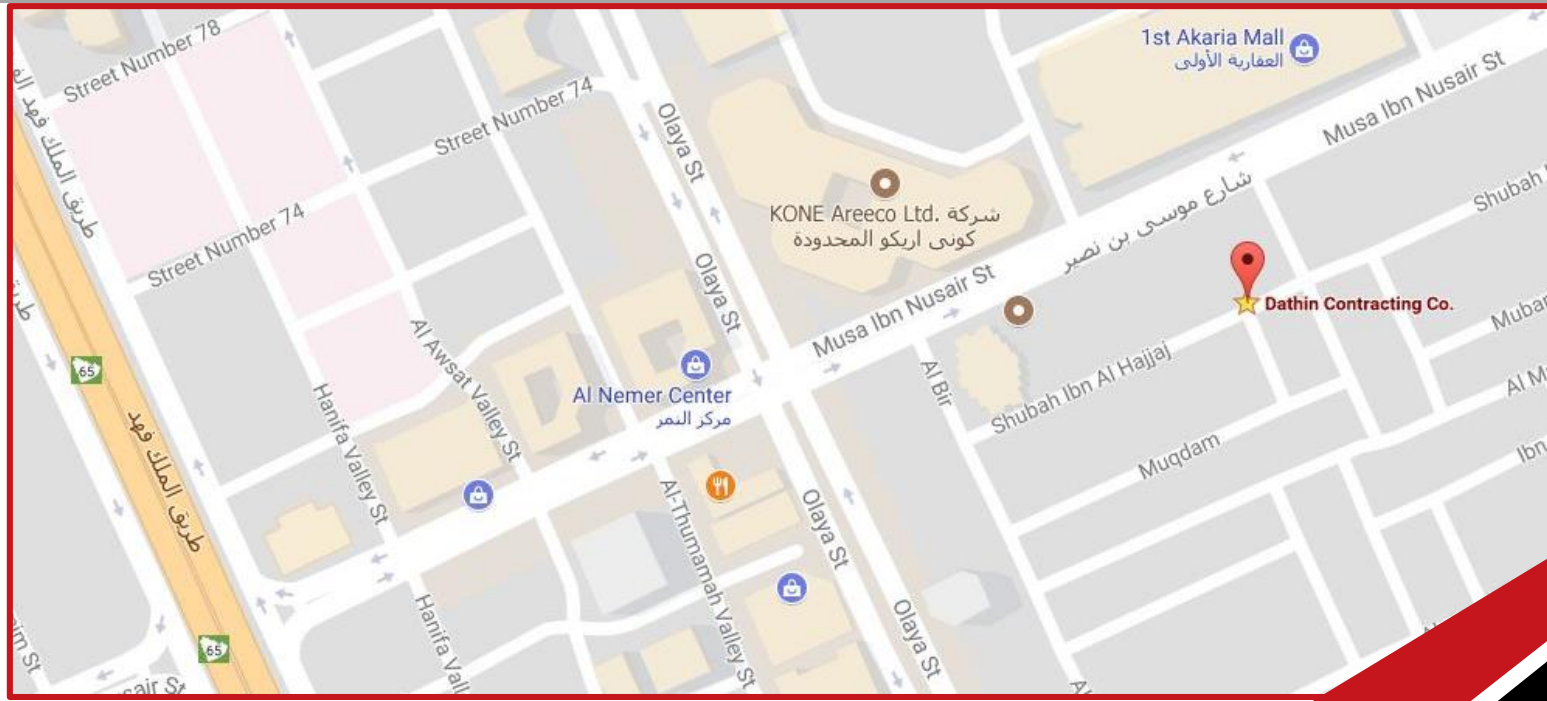 Street Number 78
1st Akaria Mall
العقارية الأولى
Musa Ibn Nusair St
Street Number 74
Olaya St
طريق الملك فهد
شارع موسى بن نصير
KONE Areeco Ltd. شركة
كوني اريكو المحدودة
Street Number 74
Olaya St
Musa Ibn Nusair St
Dathin Contracting Co.
65
Al Awsat Valley St
Al Nemer Center
مركز النمر
Al Bir
Shubah Ibn Al Hajjaj
Hanifa Valley St
طريق الملك فهد
Muqdam
Al-Thumamah Valley St
Olaya St
Hanifa Vall
Olaya St
65